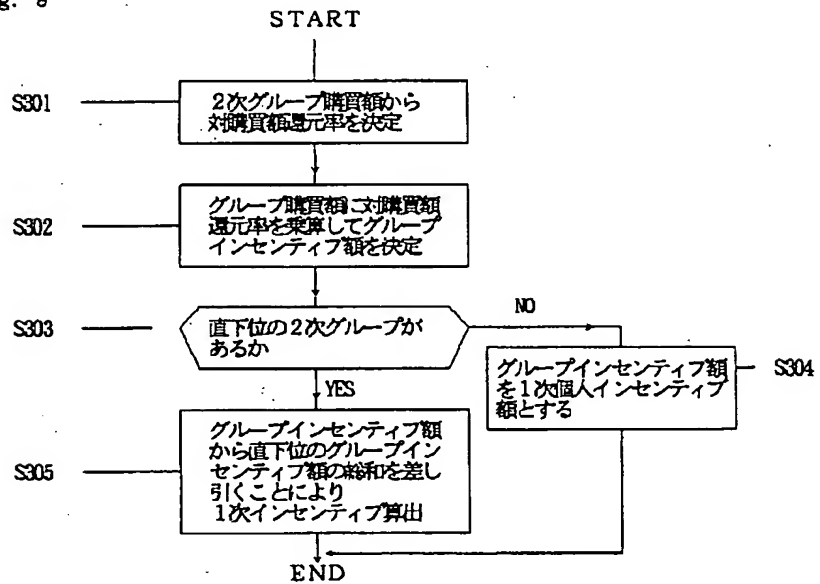 START
S301
2次グループ購買額から
対購買額還元率を決定
S302
グループ購買額に対購買額
還元率を乗算してグループ
インセンティブ額を決定
S303
直下位の2次グループが
あるか
NO
YES
グループインセンティブ額
を1次個人インセンティブ
額とする
S304
S305
グループインセンティブ額
から直下位のグループイン
センティブ額の総和を差し
引くことにより
1次インセンティブ算出
END